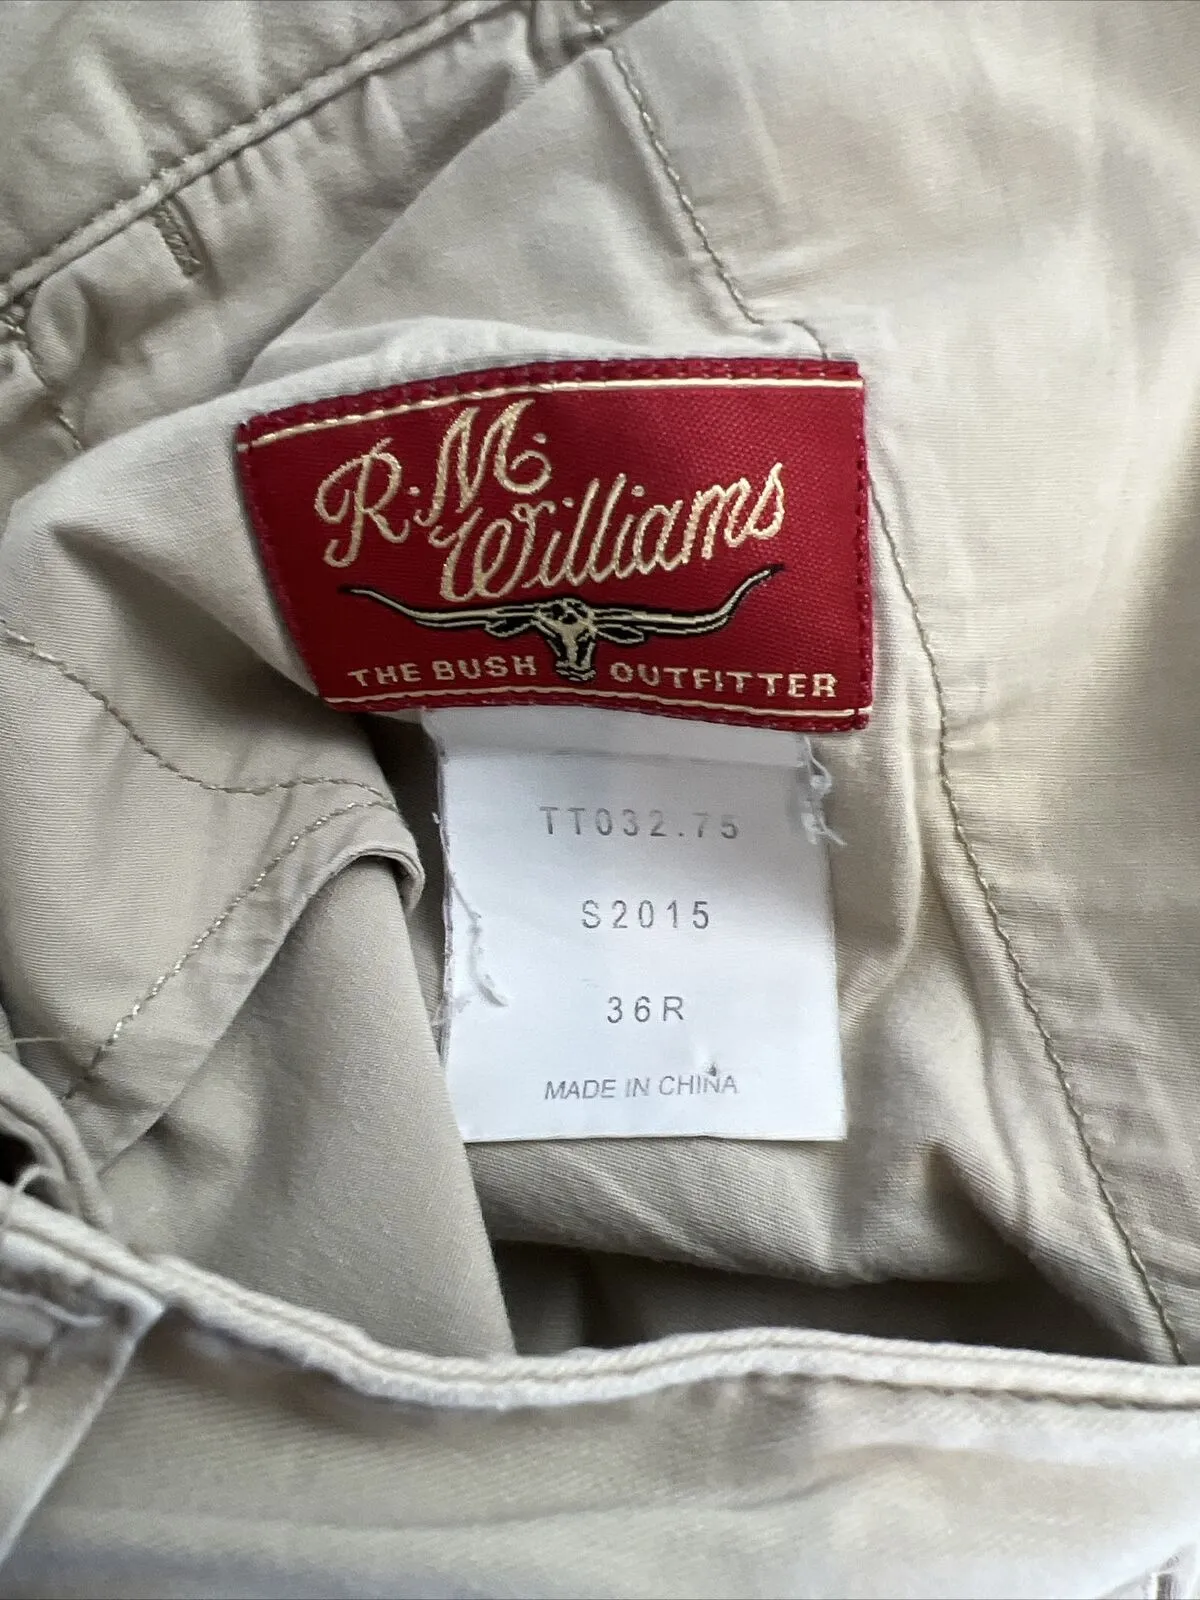 R.M.
Williams
THE BUSH OUTFITTER
TT032.75
S2015
36R
MADE IN CHINA